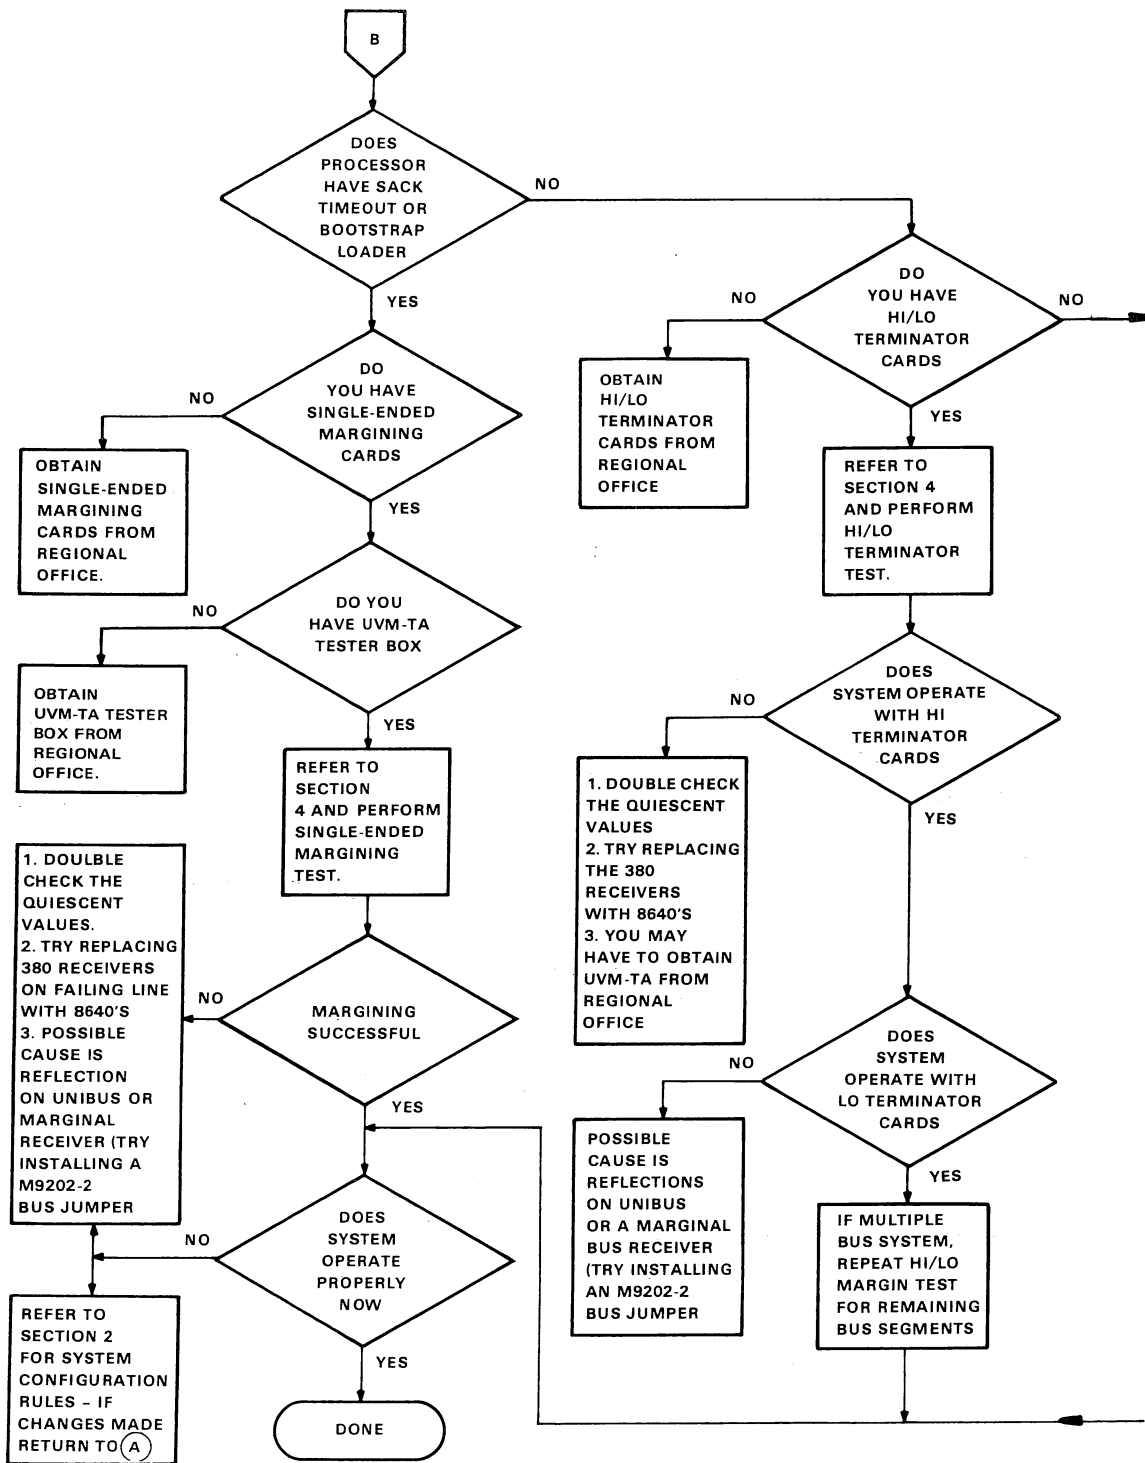 B
DOES
PROCESSOR
HAVE SACK
TIMEOUT OR
BOOTSTRAP
LOADER
NO
YES
DO
YOU HAVE
HI/LO
TERMINATOR
CARDS
NO
NO
YES
DO
YOU HAVE
SINGLE-ENDED
MARGINING
CARDS
NO
YES
OBTAIN
HI/LO
TERMINATOR
CARDS FROM
REGIONAL
OFFICE
REFER TO
SECTION 4
AND PERFORM
HI/LO
TERMINATOR
TEST.
OBTAIN
SINGLE-ENDED
MARGINING
CARDS FROM
REGIONAL
OFFICE.
DO YOU
HAVE UVM-TA
TESTER BOX
NO
YES
OBTAIN
UVM-TA TESTER
BOX FROM
REGIONAL
OFFICE.
DOES
SYSTEM OPERATE
WITH HI
TERMINATOR
CARDS
NO
YES
REFER TO
SECTION
4 AND PERFORM
SINGLE-ENDED
MARGINING
TEST.
1. DOUBLE CHECK
THE QUIESCENT
VALUES
2. TRY REPLACING
THE 380
RECEIVERS
WITH 8640'S
3. YOU MAY
HAVE TO OBTAIN
UVM-TA FROM
REGIONAL
OFFICE
1. DOULBLE
CHECK THE
QUIESCENT
VALUES.
2. TRY REPLACING
380 RECEIVERS
ON FAILING LINE
WITH 8640'S
3. POSSIBLE
CAUSE IS
REFLECTION
ON UNIBUS OR
MARGINAL
RECEIVER (TRY
INSTALLING A
M9202-2
BUS JUMPER
MARGINING
SUCCESSFUL
NO
YES
DOES
SYSTEM
OPERATE WITH
LO TERMINATOR
CARDS
NO
YES
POSSIBLE
CAUSE IS
REFLECTIONS
ON UNIBUS
OR A MARGINAL
BUS RECEIVER
(TRY INSTALLING
AN M9202-2
BUS JUMPER
IF MULTIPLE
BUS SYSTEM,
REPEAT HI/LO
MARGIN TEST
FOR REMAINING
BUS SEGMENTS
DOES
SYSTEM
OPERATE
PROPERLY
NOW
NO
YES
REFER TO
SECTION 2
FOR SYSTEM
CONFIGURATION
RULES – IF
CHANGES MADE
RETURN TO A
DONE